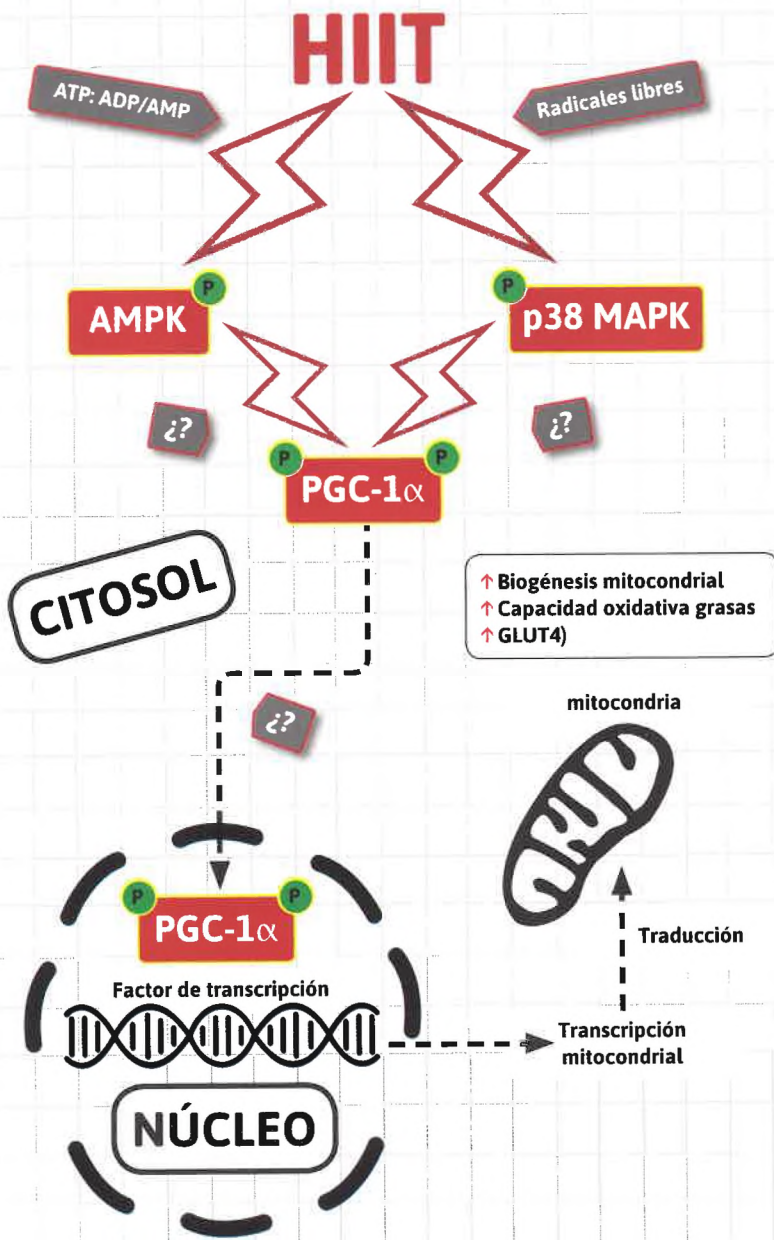 HIIT
ATP: ADP/AMP
Radicales libres
P
P
AMPK
p38 MAPK
¿?
¿?
P
P
PGC-1α
CITOSOL
↑ Biogénesis mitocondrial
↑ Capacidad oxidativa grasas
↑ GLUT4)
¿?
mitocondria
P
P
PGC-1α
Traducción
Factor de transcripción
Transcripción
mitocondrial
NÚCLEO